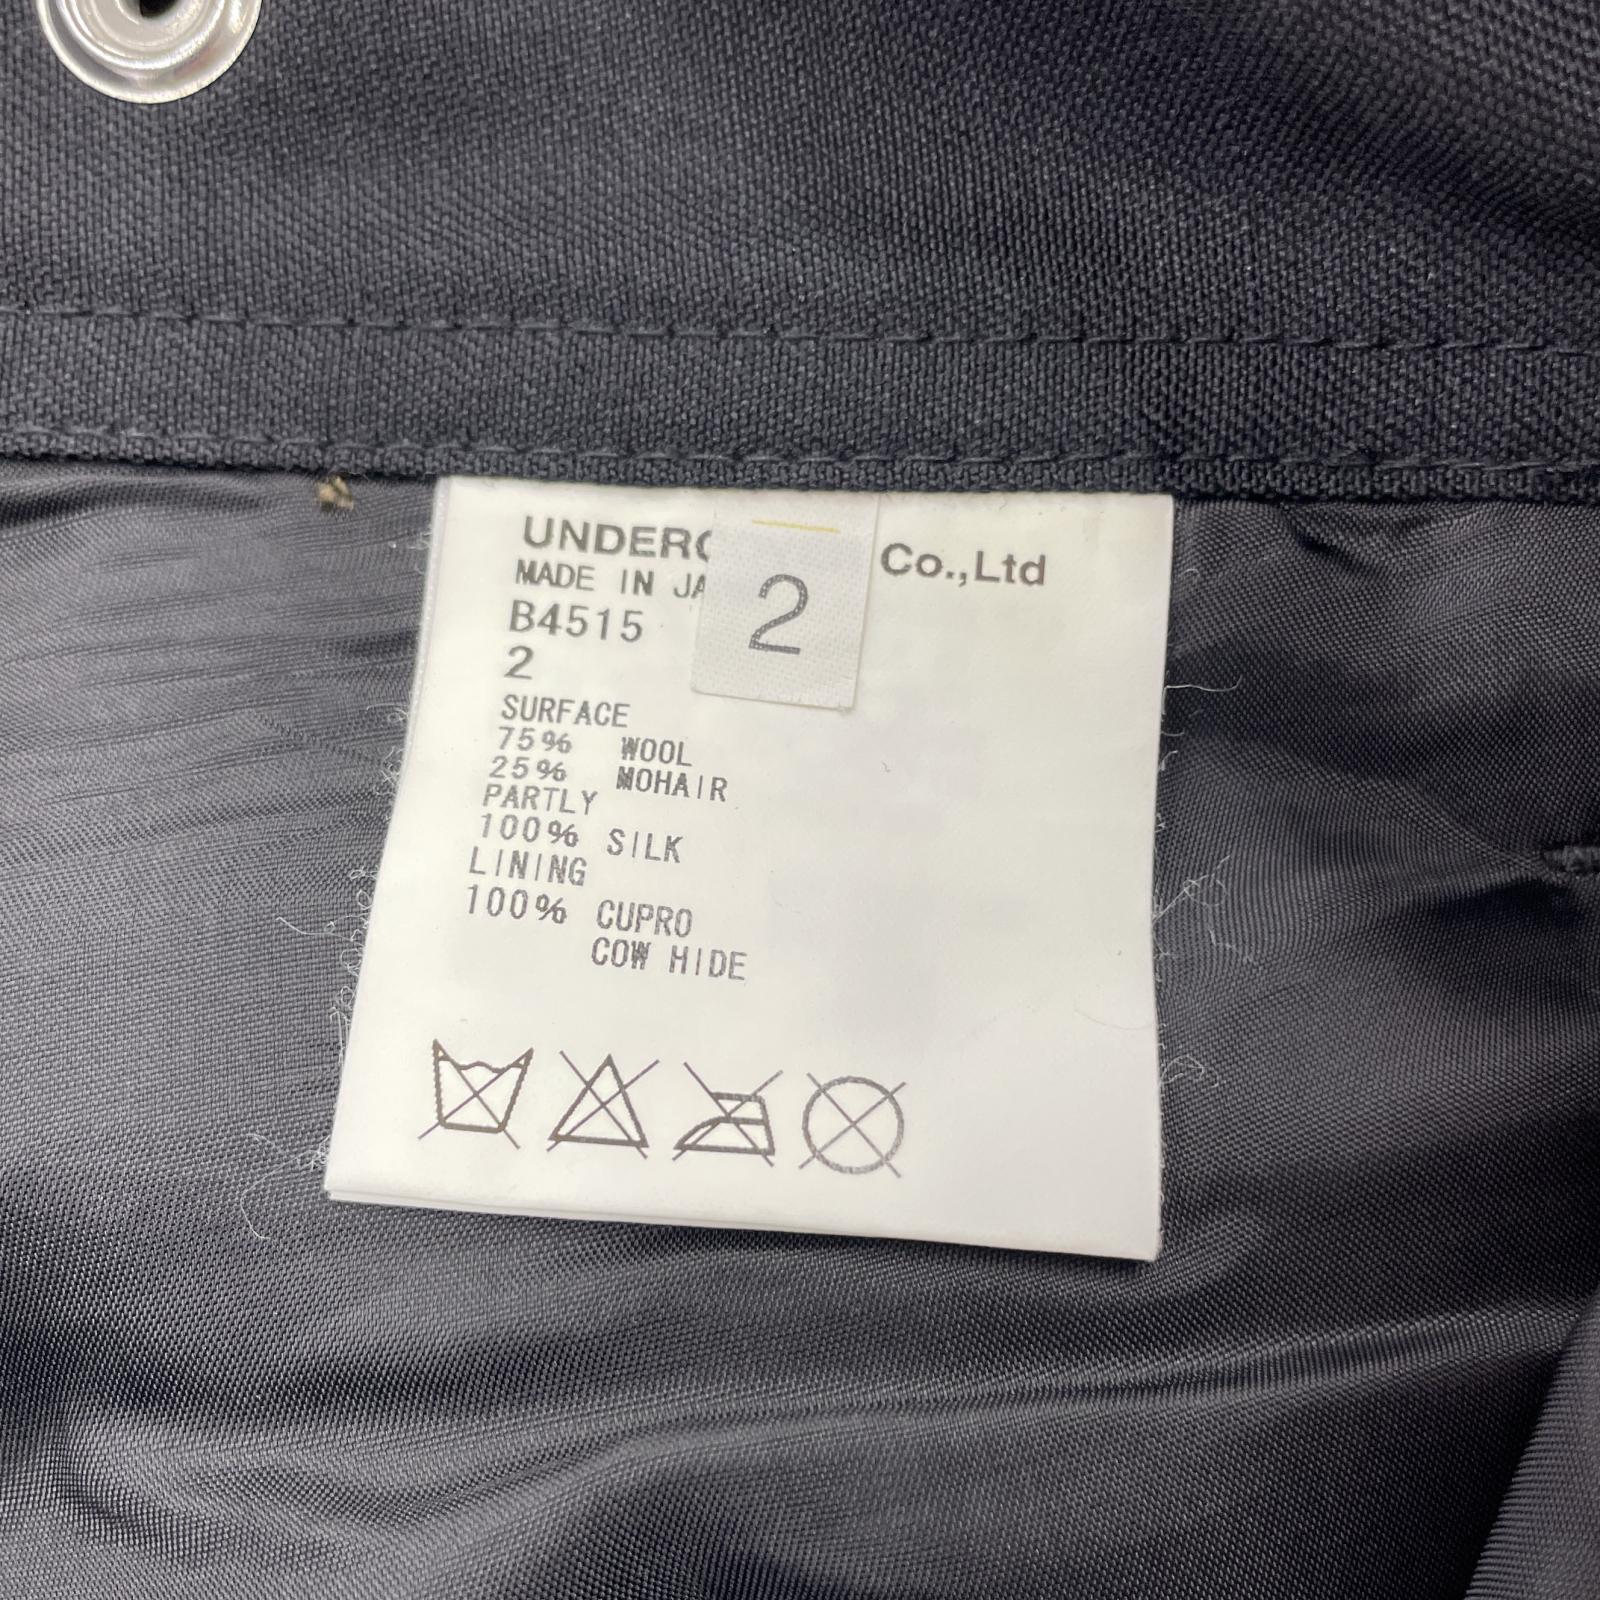 UNDERC Co.,Ltd
MADE IN JA
2
B4515
2
SURFACE
75% WOOL
25% MOHAIR
PARTLY
100% SILK
LINING
100% CUPRO
COW HIDE